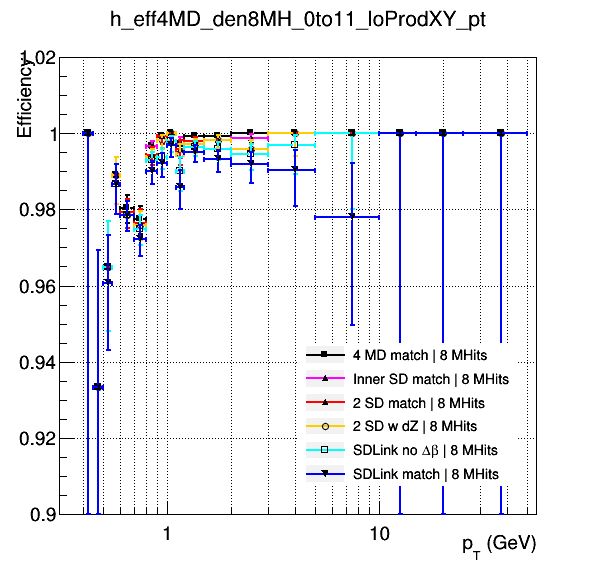 h_eff4MD_den8MH_0to11_loProdXY_pt
Efficiency
1.02
1
0.98
0.96
0.94
0.92
0.9
4 MD match | 8 MHits
Inner SD match | 8 MHits
2 SD match | 8 MHits
2 SD w dZ | 8 MHits
SDLink no Δβ | 8 MHits
SDLink match | 8 MHits
1
10
p_T (GeV)